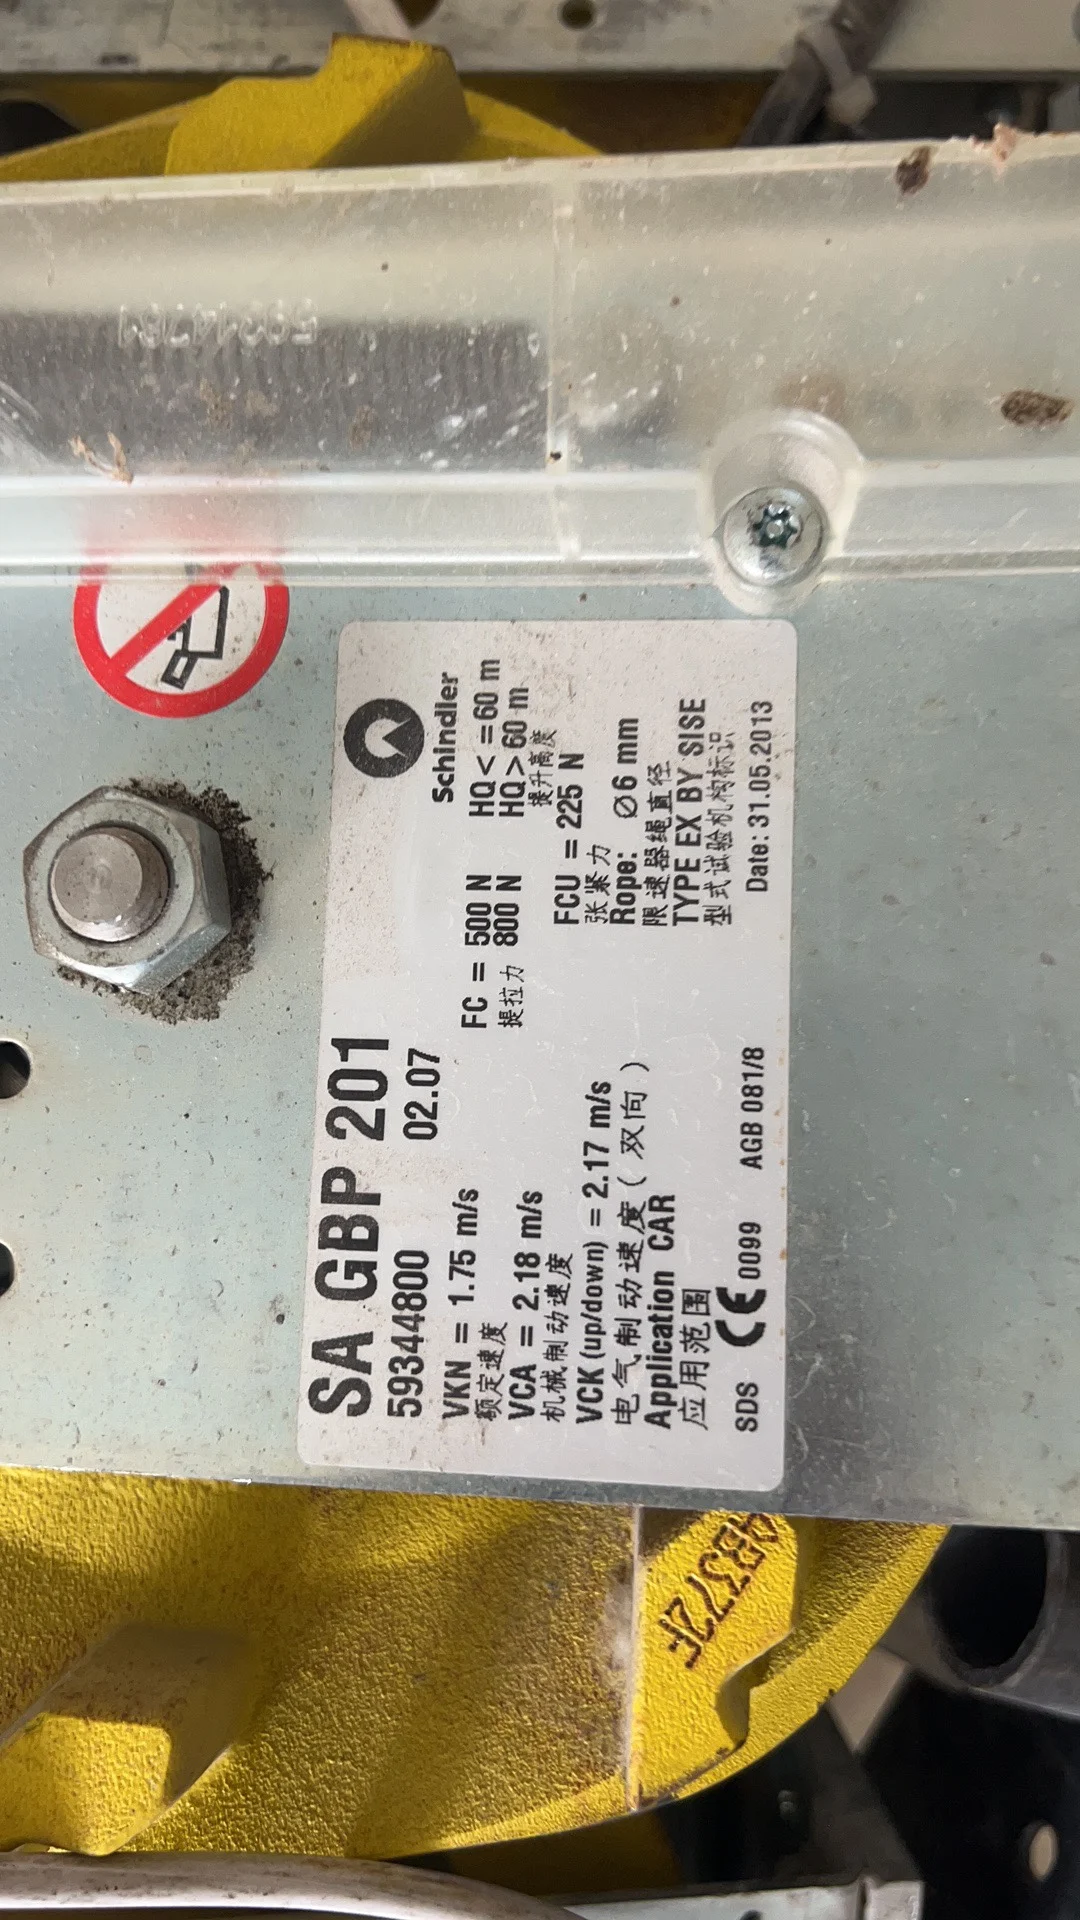 SA GBP 201
59344800 02.07
Schindler
VKN = 1.75 m/s
额定速度
VCA = 2.18 m/s
机械制动速度
VCK (up/down) = 2.17 m/s
电气制动速度（双向）
Application CAR
应用范围
SDS CE 0099 AGB 081/8
FC = 500 N HQ < = 60 m
提拉力 800 N HQ > 60 m
提升高度
FCU = 225 N
张紧力
Rope: Ø6 mm
限速器绳直径
TYPE EX BY SISE
型式试验机构标识
Date: 31.05.2013